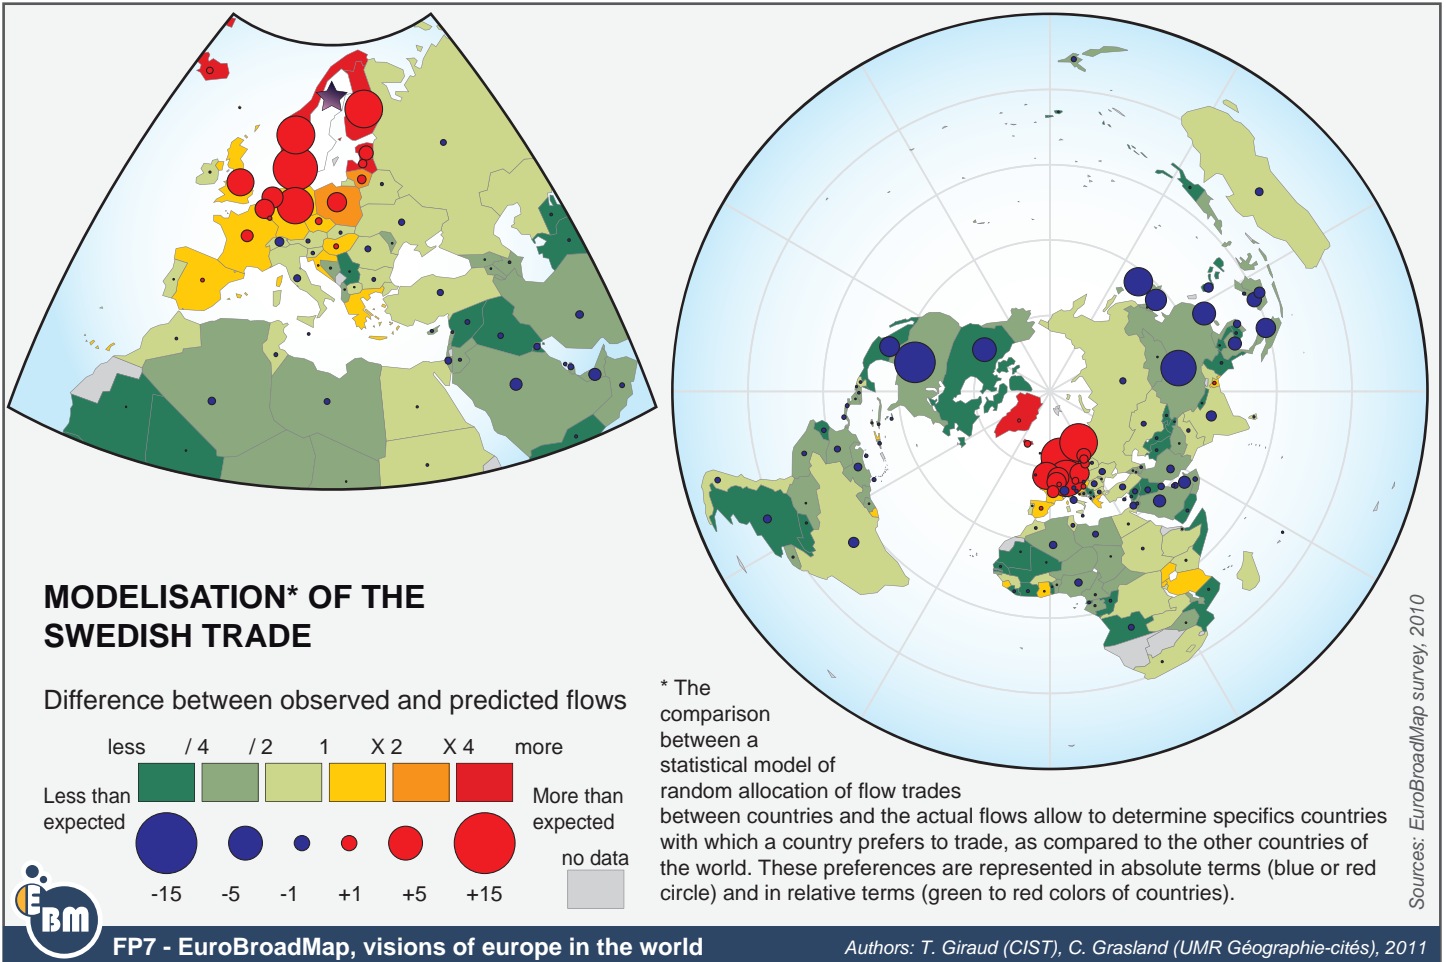 MODELISATION* OF THE
SWEDISH TRADE
Difference between observed and predicted flows
less / 4 / 2 1 X 2 X 4 more
Less than
expected
More than
expected
-15 -5 -1 +1 +5 +15
no data
* The
comparison
between a
statistical model of
random allocation of flow trades
between countries and the actual flows allow to determine specifics countries
with which a country prefers to trade, as compared to the other countries of
the world. These preferences are represented in absolute terms (blue or red
circle) and in relative terms (green to red colors of countries).
Sources: EuroBroadMap survey, 2010
EBM
FP7 - EuroBroadMap, visions of europe in the world
Authors: T. Giraud (CIST), C. Grasland (UMR Géographie-cités), 2011